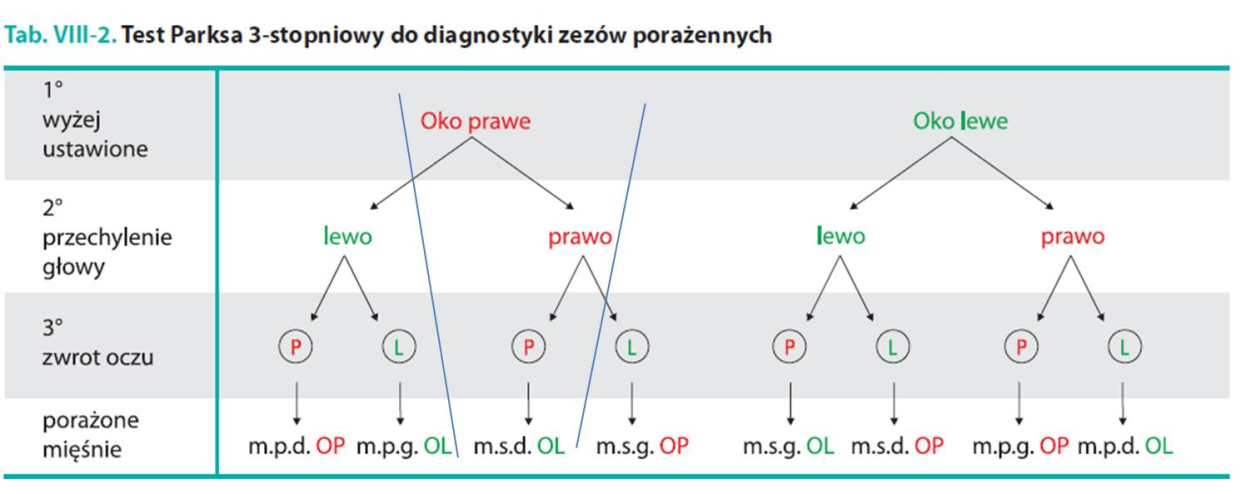 Tab. VIII-2. Test Parksa 3-stopniowy do diagnostyki zezów porażennych
1°
wyżej
ustawione
Oko prawe
Oko lewe
2°
przechylenie
głowy
lewo
prawo
lewo
prawo
3°
zwrot oczu
P
L
P
L
P
L
P
L
porażone
mięśnie
m.p.d. OP
m.p.g. OL
m.s.d. OL
m.s.g. OP
m.s.g. OL
m.s.d. OP
m.p.g. OP
m.p.d. OL